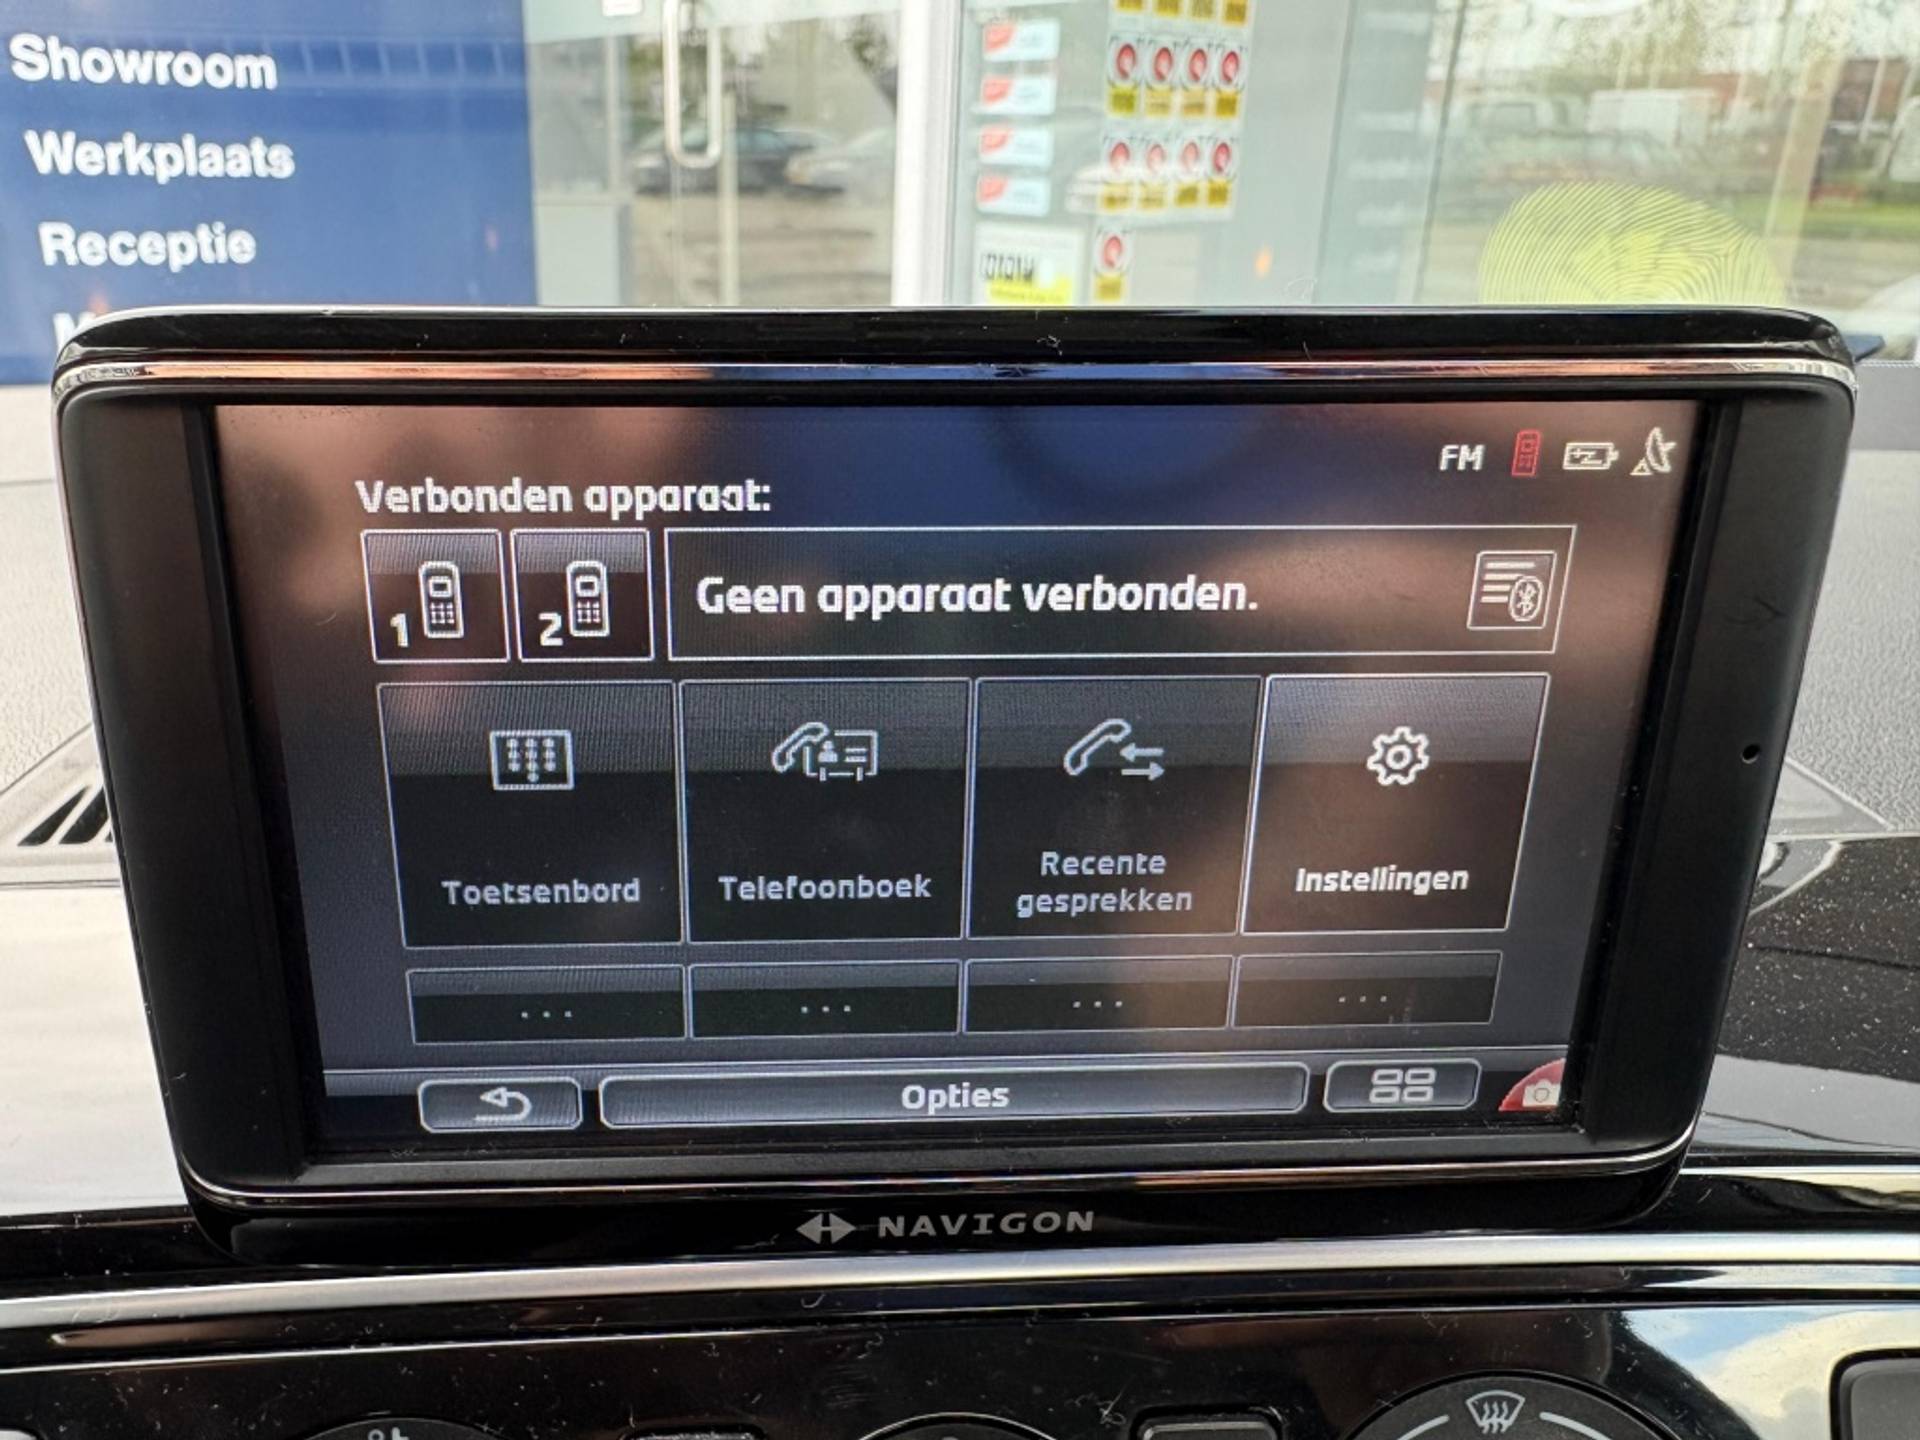 Showroom
Werkplaats
Receptie
FM
Verbonden apparaat:
1
2
Geen apparaat verbonden.
Toetsenbord
Telefoonboek
Recente
gesprekken
Instellingen
...
...
...
...
Opties
NAVIGON